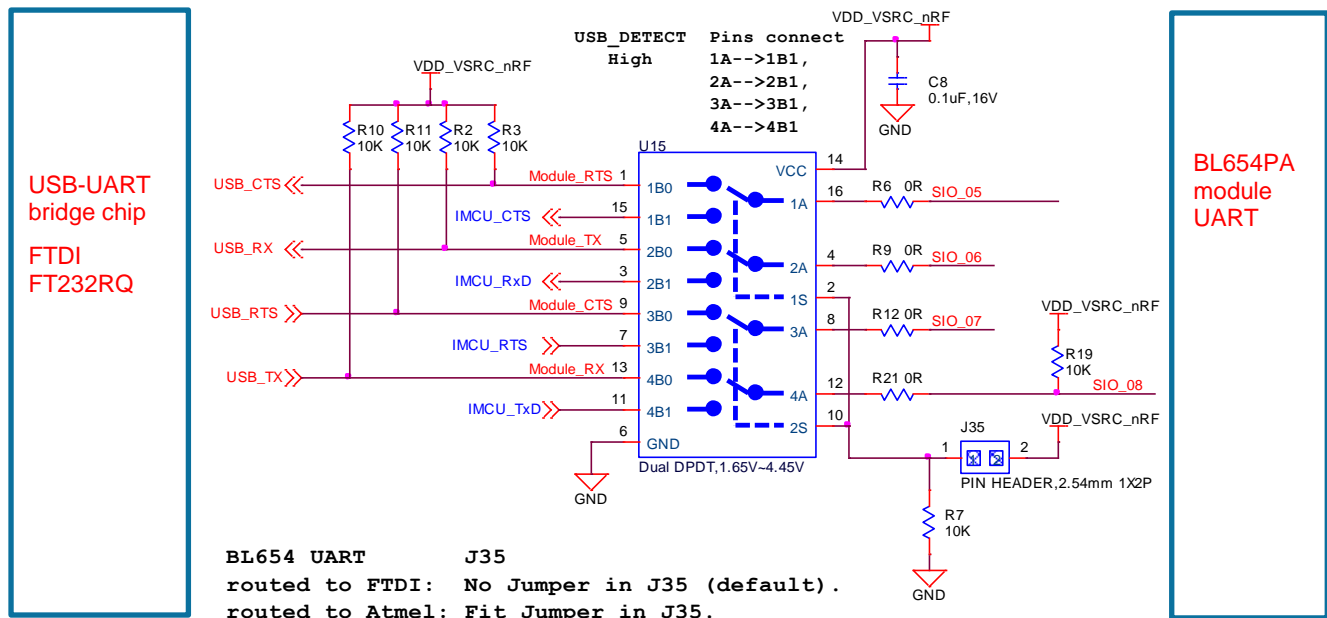 USB-UART
bridge chip
FTDI
FT232RQ
USB_DETECT Pins connect
High 1A-->1B1,
2A-->2B1,
3A-->3B1,
4A-->4B1
VDD_VSRC_nRF
C8
0.1uF,16V
GND
VDD_VSRC_nRF
R10
10K
R11
10K
R2
10K
R3
10K
U15
USB_CTS
Module_RTS
1
1B0
IMCU_CTS
15
1B1
USB_RX
Module_TX
5
2B0
IMCU_RxD
3
2B1
USB_RTS
Module_CTS
9
3B0
IMCU_RTS
7
3B1
USB_TX
Module_RX
13
4B0
IMCU_TxD
11
4B1
6
GND
GND
VCC
14
1A
16
R6 0R
SIO_05
2A
4
R9 0R
SIO_06
1S
2
3A
8
R12 0R
SIO_07
4A
12
R21 0R
SIO_08
2S
10
VDD_VSRC_nRF
R19
10K
J35
VDD_VSRC_nRF
1
1
2
2
PIN HEADER,2.54mm 1X2P
R7
10K
GND
Dual DPDT,1.65V~4.45V
BL654 UART J35
routed to FTDI: No Jumper in J35 (default).
routed to Atmel: Fit Jumper in J35.
BL654PA
module
UART